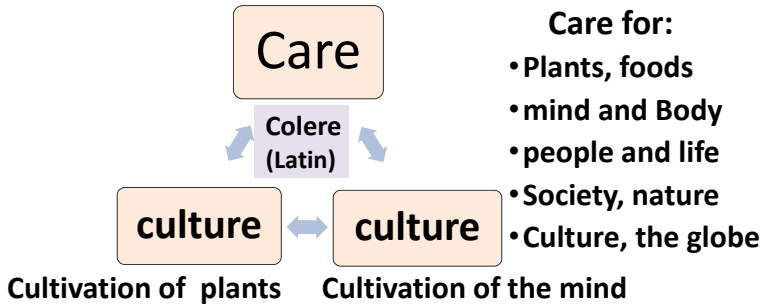 Care
Colere
(Latin)
culture
culture
Cultivation of plants
Cultivation of the mind
Care for:
•Plants, foods
•mind and Body
•people and life
•Society, nature
•Culture, the globe